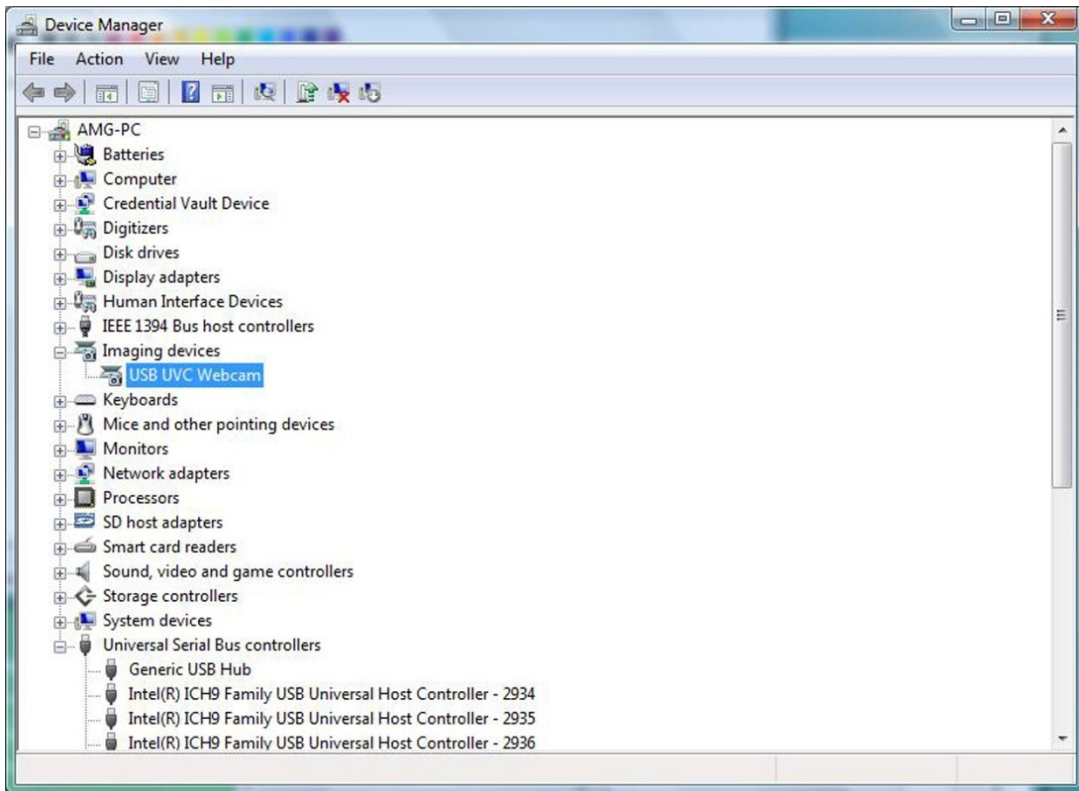 Device Manager
File Action View Help
AMG-PC
Batteries
Computer
Credential Vault Device
Digitizers
Disk drives
Display adapters
Human Interface Devices
IEEE 1394 Bus host controllers
Imaging devices
USB UVC Webcam
Keyboards
Mice and other pointing devices
Monitors
Network adapters
Processors
SD host adapters
Smart card readers
Sound, video and game controllers
Storage controllers
System devices
Universal Serial Bus controllers
Generic USB Hub
Intel(R) ICH9 Family USB Universal Host Controller - 2934
Intel(R) ICH9 Family USB Universal Host Controller - 2935
Intel(R) ICH9 Family USB Universal Host Controller - 2936